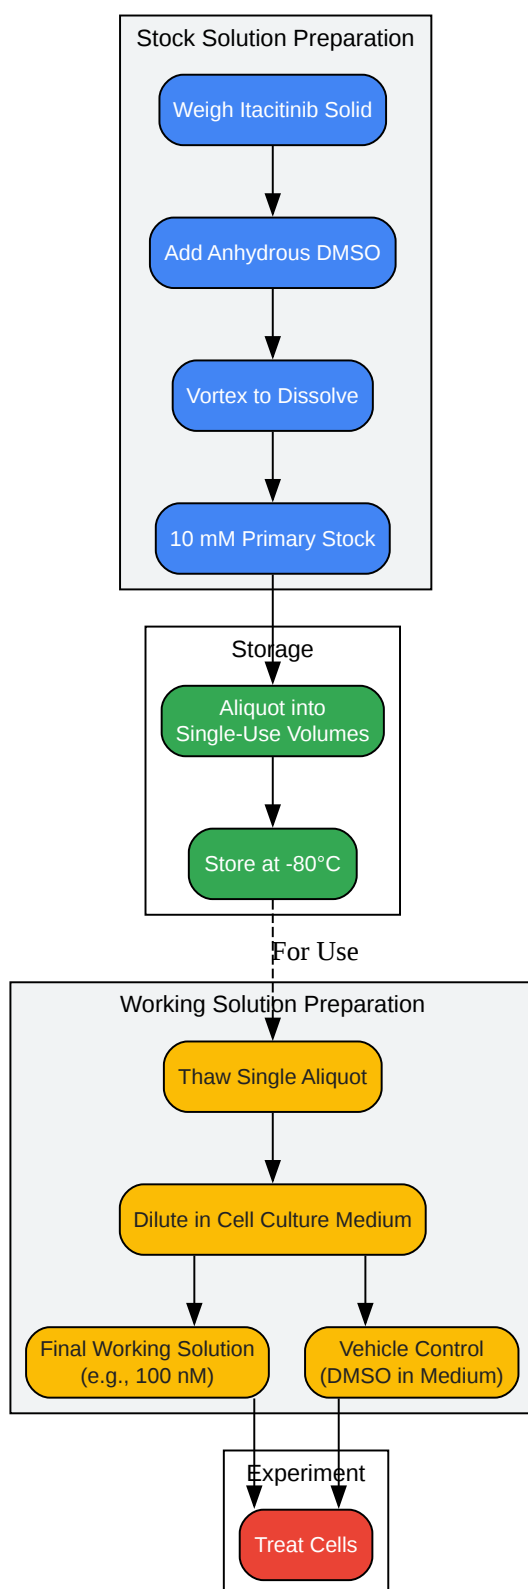 Stock Solution Preparation
Weigh Itacitinib Solid
Add Anhydrous DMSO
Vortex to Dissolve
10 mM Primary Stock
Storage
Aliquot into
Single-Use Volumes
Store at -80°C
For Use
Working Solution Preparation
Thaw Single Aliquot
Dilute in Cell Culture Medium
Final Working Solution
(e.g., 100 nM)
Vehicle Control
(DMSO in Medium)
Experiment
Treat Cells